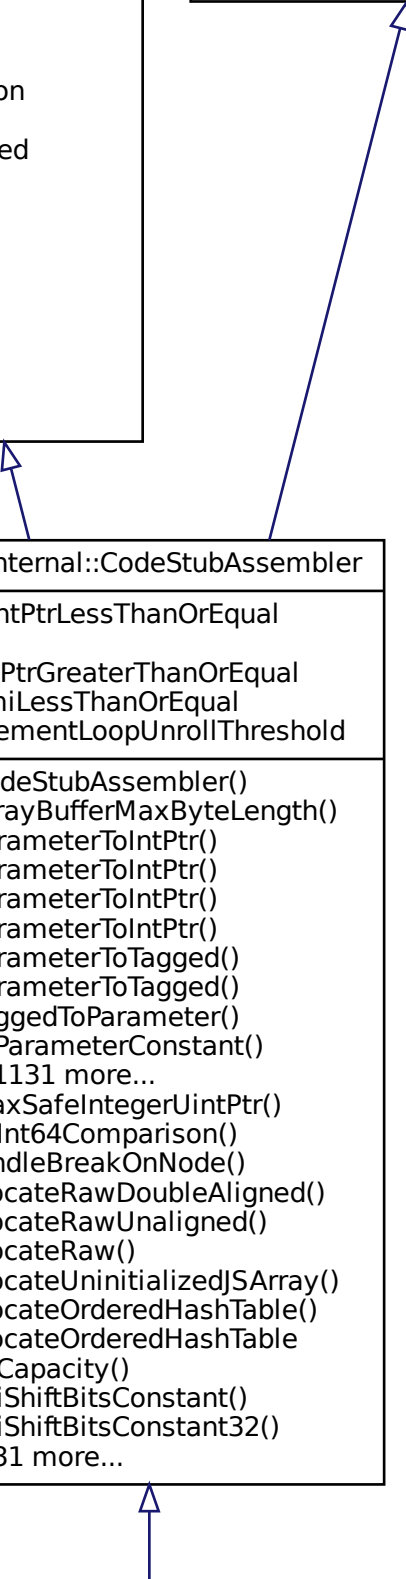 on
ed
nternal::CodeStubAssembler
ntPtrLessThanOrEqual
PtrGreaterThanOrEqual
niLessThanOrEqual
ementLoopUnrollThreshold
deStubAssembler()
rayBufferMaxByteLength()
rameterToIntPtr()
rameterToIntPtr()
rameterToIntPtr()
rameterToIntPtr()
rameterToTagged()
rameterToTagged()
ggedToParameter()
ParameterConstant()
1131 more...
axSafeIntegerUintPtr()
Int64Comparison()
ndleBreakOnNode()
ocateRawDoubleAligned()
ocateRawUnaligned()
ocateRaw()
ocateUninitializedJSArray()
ocateOrderedHashTable()
ocateOrderedHashTable
Capacity()
iShiftBitsConstant()
iShiftBitsConstant32()
31 more...